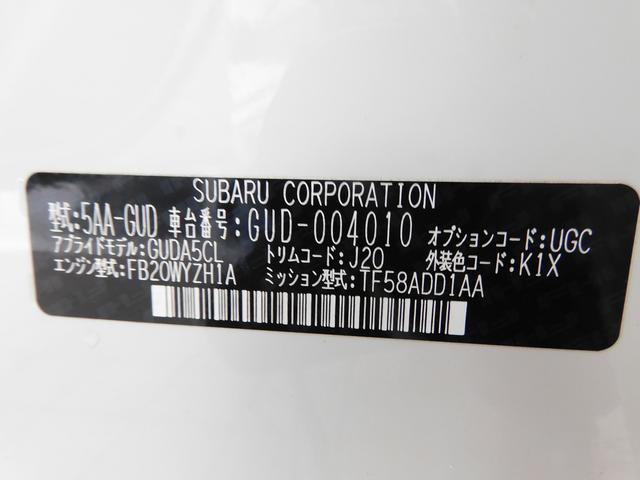 SUBARU CORPORATION
型式:5AA-GUD 車台番号:GUD-004010 オプションコード:UGC
アプライドモデル:GUDA5CL トリムコード:J20 外装色コード:K1X
エンジン型式:FB20WYZH1A ミッション型式:TF58ADD1AA